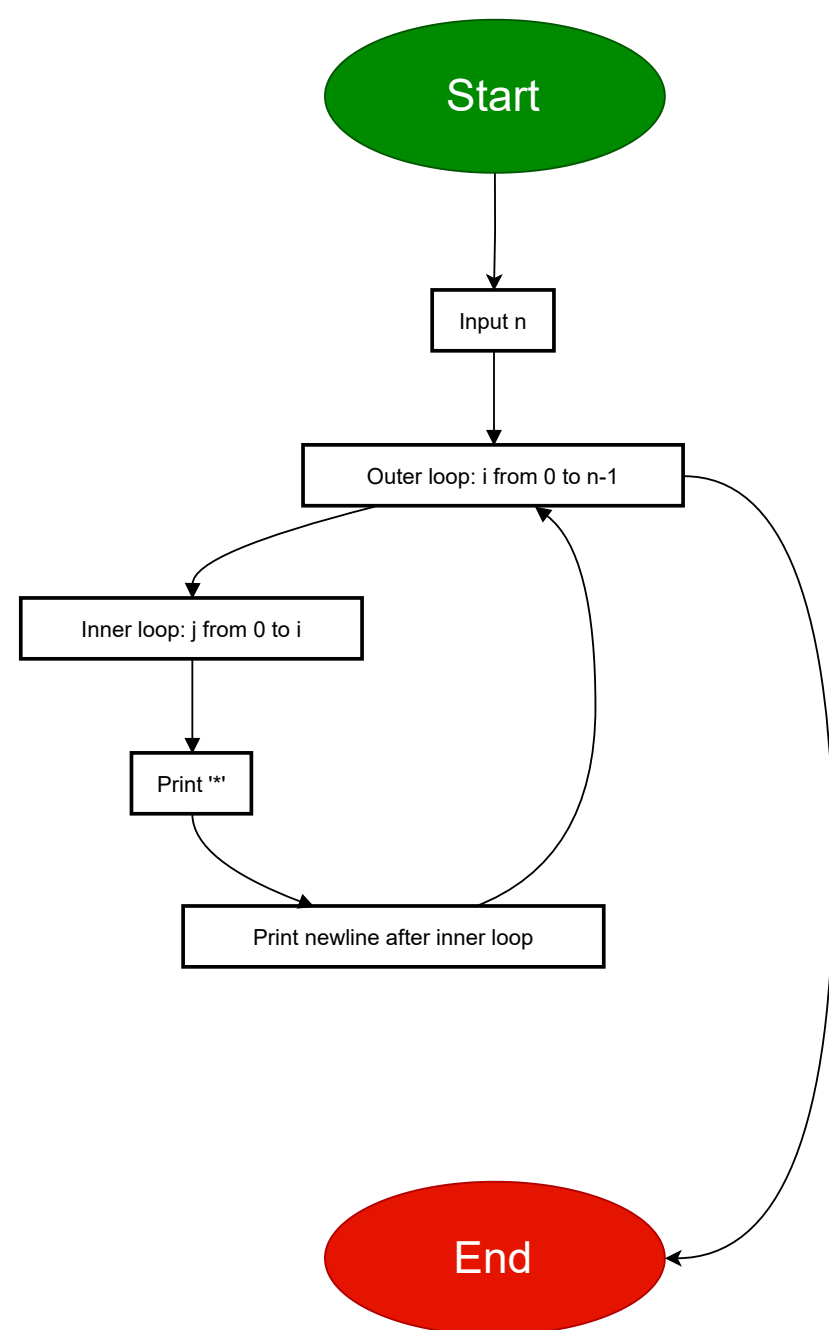 Start
Input n
Outer loop: i from 0 to n-1
Inner loop: j from 0 to i
Print '*'
Print newline after inner loop
End